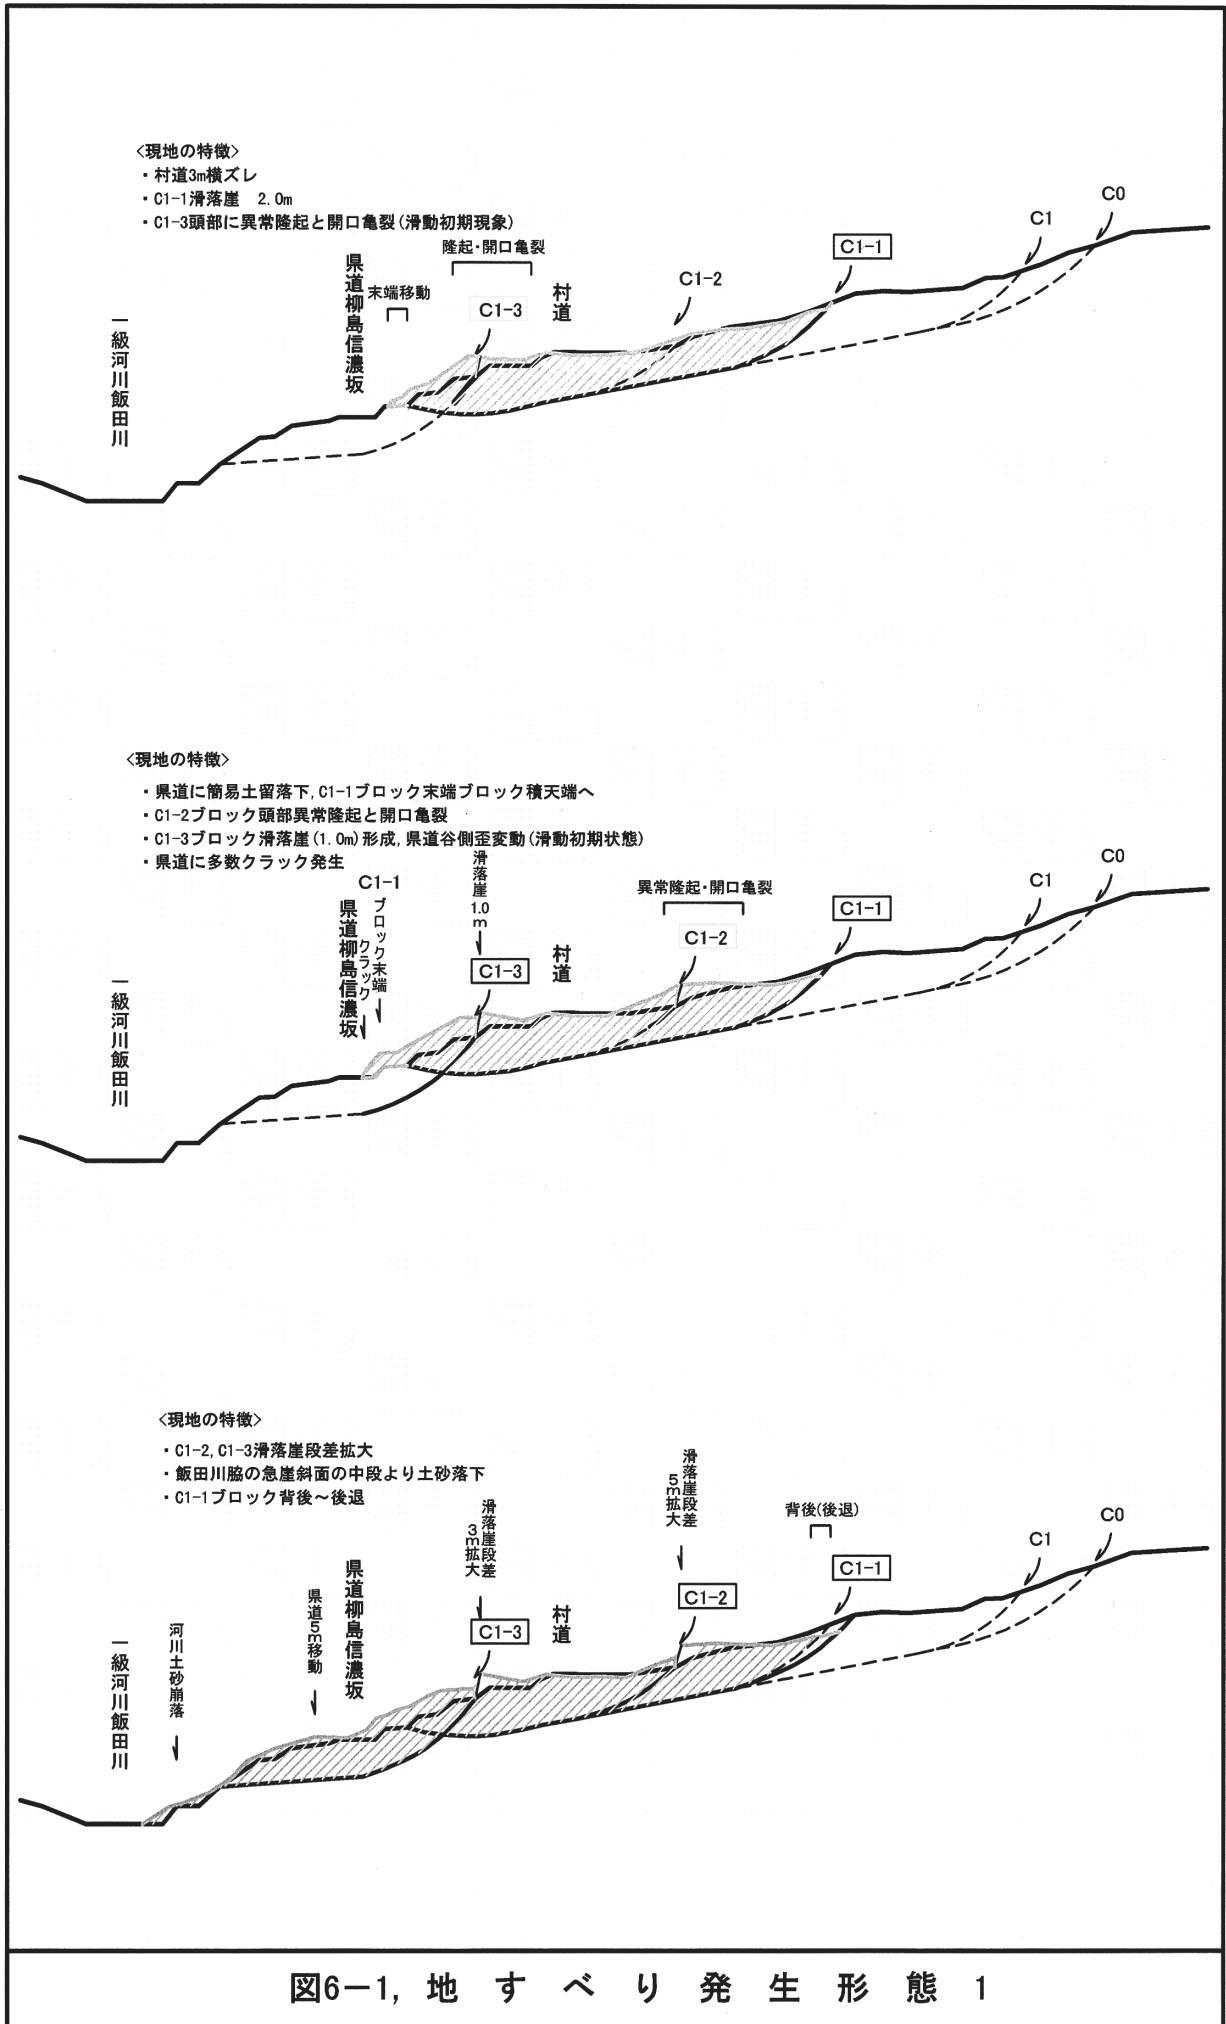 <現地の特徴>
・村道3m横ズレ
・C1-1滑落崖　2.0m
・C1-3頭部に異常隆起と開口亀裂(滑動初期現象)
隆起・開口亀裂
県道柳島信濃坂
末端移動
C1-3
村道
C1-2
C1-1
C1
C0
一級河川飯田川
<現地の特徴>
・県道に簡易土留落下,C1-1ブロック末端ブロック積天端へ
・C1-2ブロック頭部異常隆起と開口亀裂
・C1-3ブロック滑落崖(1.0m)形成,県道谷側歪変動(滑動初期状態)
・県道に多数クラック発生
C1-1
ブロック末端
クラック
県道柳島信濃坂
滑落崖1.0m
C1-3
村道
異常隆起・開口亀裂
C1-2
C1-1
C1
C0
一級河川飯田川
<現地の特徴>
・C1-2,C1-3滑落崖段差拡大
・飯田川脇の急崖斜面の中段より土砂落下
・C1-1ブロック背後～後退
一級河川飯田川
河川土砂崩落
県道5m移動
県道柳島信濃坂
滑落崖段差
3m拡大
C1-3
村道
滑落崖段差
5m拡大
C1-2
背後(後退)
C1-1
C1
C0
図6－1, 地すべり発生形態 1